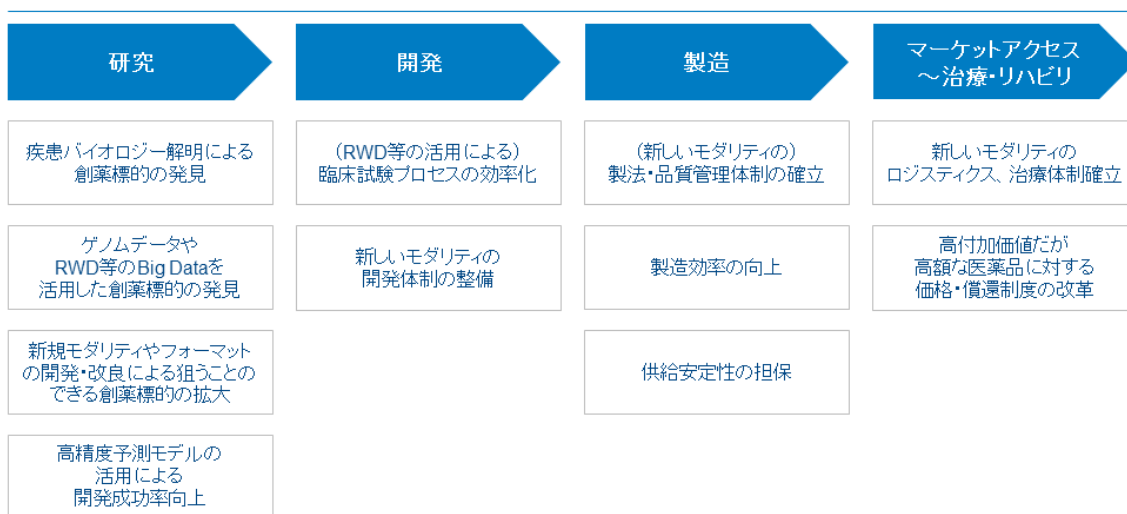 研究
開発
製造
マーケットアクセス
～治療・リハビリ
疾患バイオロジー解明による
創薬標的の発見
ゲノムデータや
RWD等のBig Dataを
活用した創薬標的の発見
新規モダリティやフォーマット
の開発・改良による狙うことの
できる創薬標的の拡大
高精度予測モデルの
活用による
開発成功率向上
（RWD等の活用による）
臨床試験プロセスの効率化
新しいモダリティの
開発体制の整備
（新しいモダリティの）
製法・品質管理体制の確立
製造効率の向上
供給安定性の担保
新しいモダリティの
ロジスティクス、治療体制確立
高付加価値だが
高額な医薬品に対する
価格・償還制度の改革